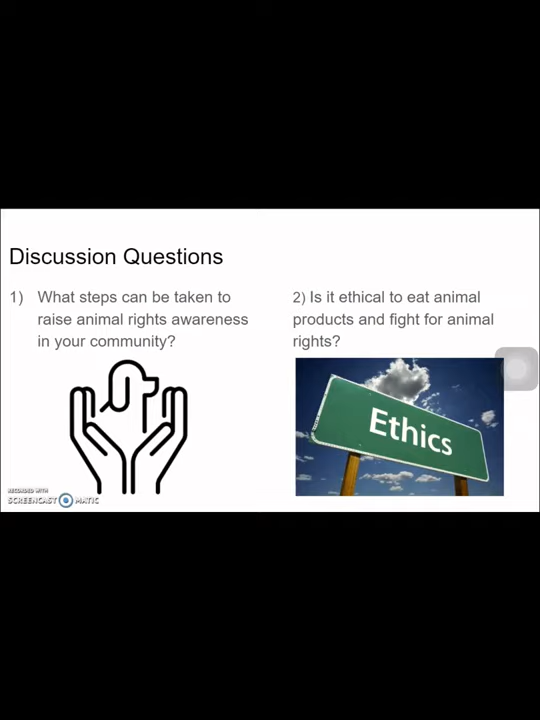 Discussion Questions
1) What steps can be taken to
raise animal rights awareness
in your community?
2) Is it ethical to eat animal
products and fight for animal
rights?
Ethics
RECORDED WITH
SCREENCAST MATIC